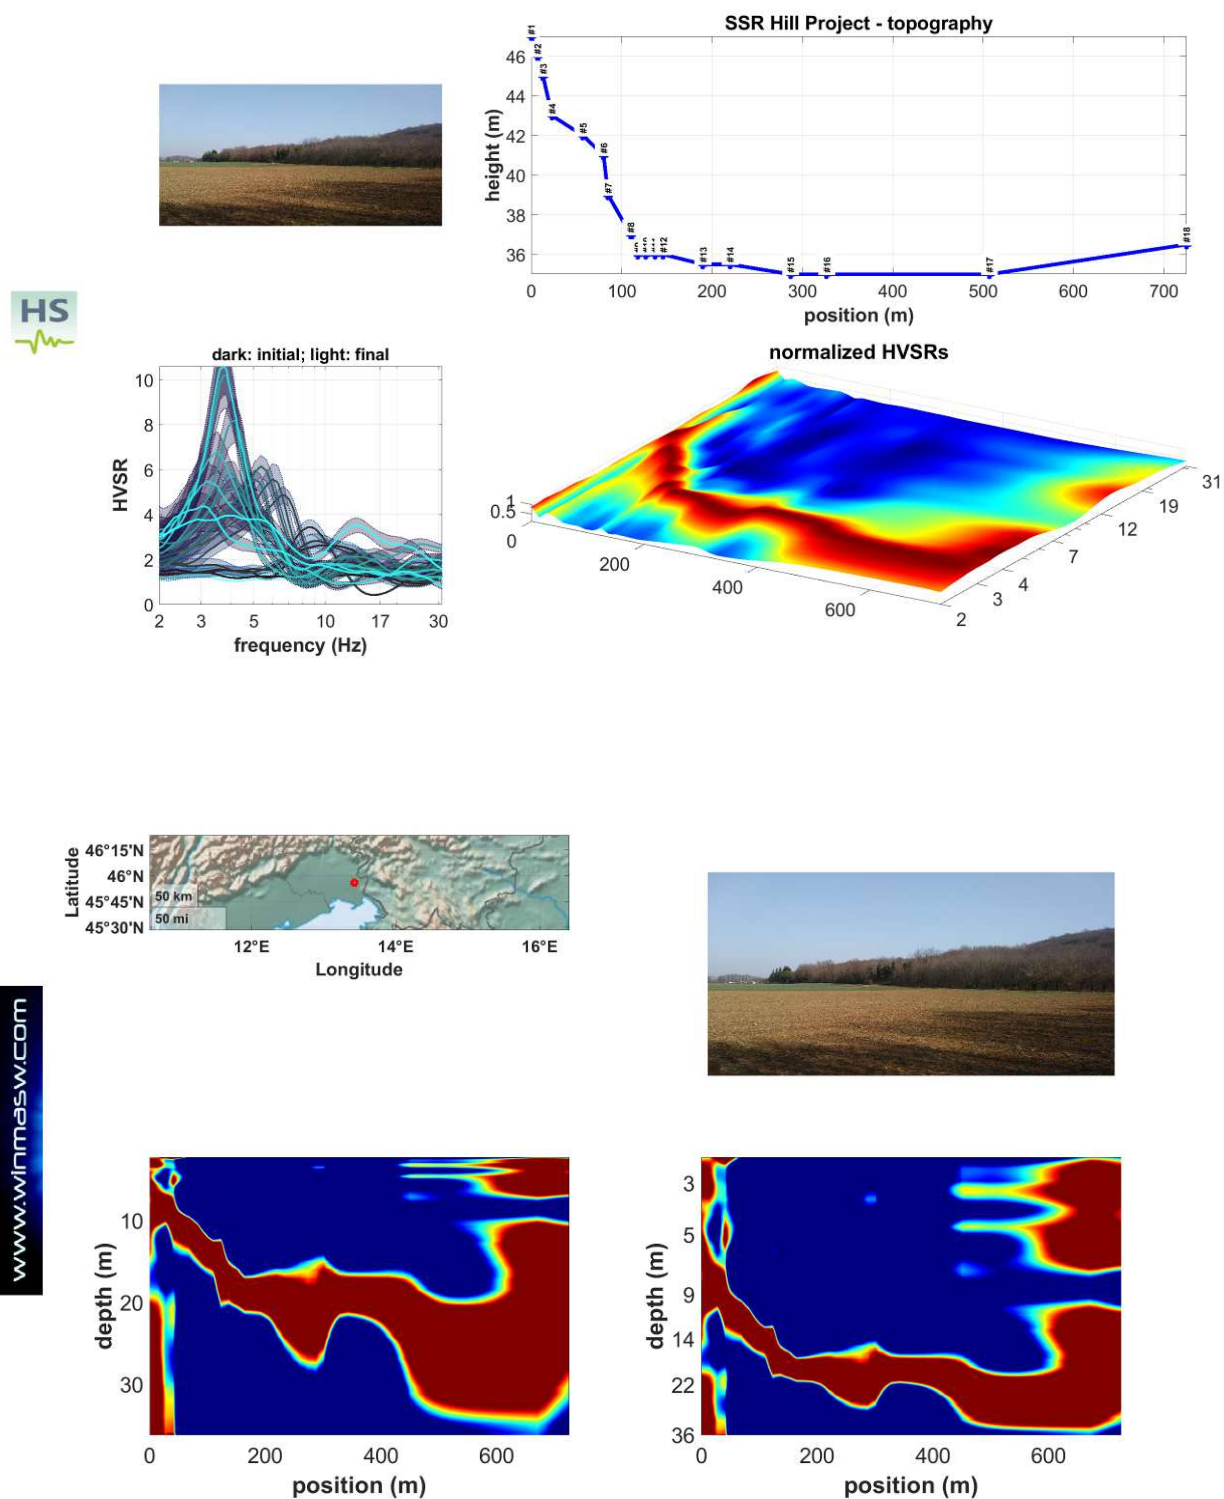 SSR Hill Project - topography
46
44
42
40
38
36
height (m)
#1
#2
#3
#4
#5
#6
#7
#8
#12
#13
#14
#15
#16
#17
#18
0 100 200 300 400 500 600 700
position (m)
HS
dark: initial; light: final
10
8
6
4
2
0
HVSR
2 3 5 10 17 30
frequency (Hz)
normalized HVSRs
1
0.5
0
200
400
600
2
3
4
7
12
19
31
46°15'N
46°N
45°45'N
45°30'N
Latitude
50 km
50 mi
12°E 14°E 16°E
Longitude
www.winmasw.com
10
20
30
depth (m)
0 200 400 600
position (m)
3
5
9
14
22
36
depth (m)
0 200 400 600
position (m)